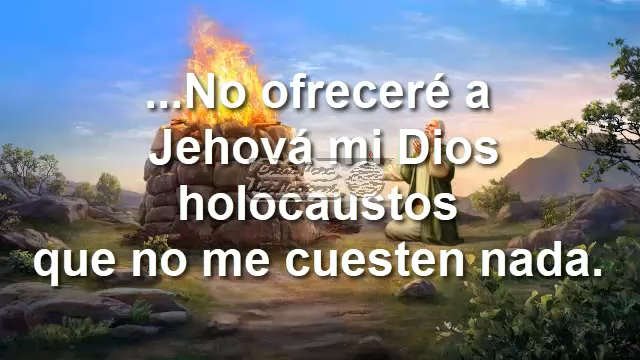 ...No ofreceré a
Jehová mi Dios
holocaustos
que no me cuesten nada.